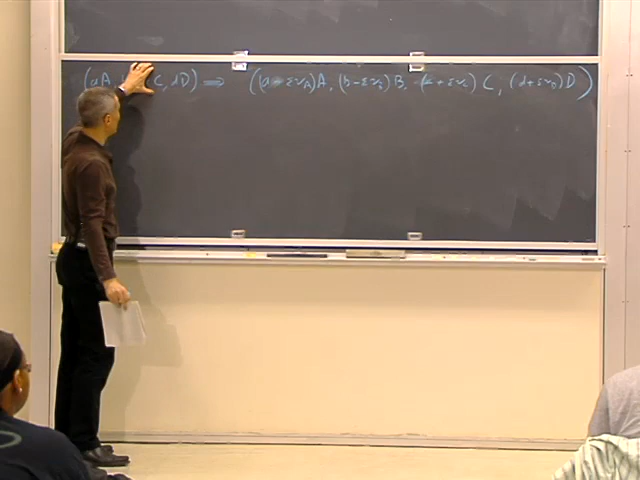 (aA, C, dD) ⟹ ((a - εν_A)A, (b - εν_B)B, (c + εν_C)C, (d + εν_D)D)